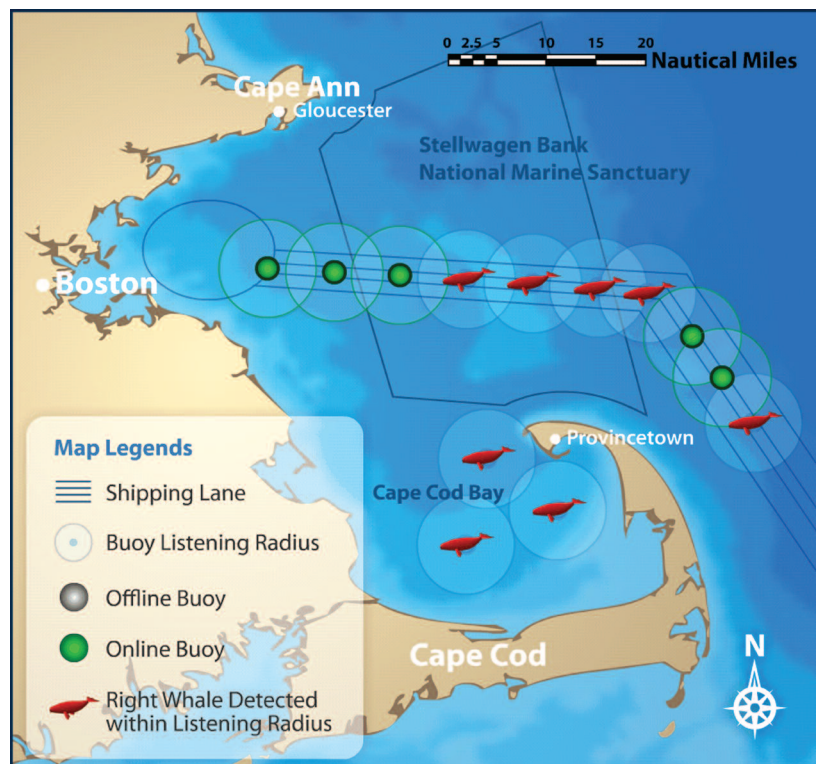 0 2.5 5 10 15 20
Nautical Miles
Cape Ann
Gloucester
Stellwagen Bank
National Marine Sanctuary
Boston
Provincetown
Cape Cod Bay
Cape Cod
N
Map Legends
Shipping Lane
Buoy Listening Radius
Offline Buoy
Online Buoy
Right Whale Detected
within Listening Radius